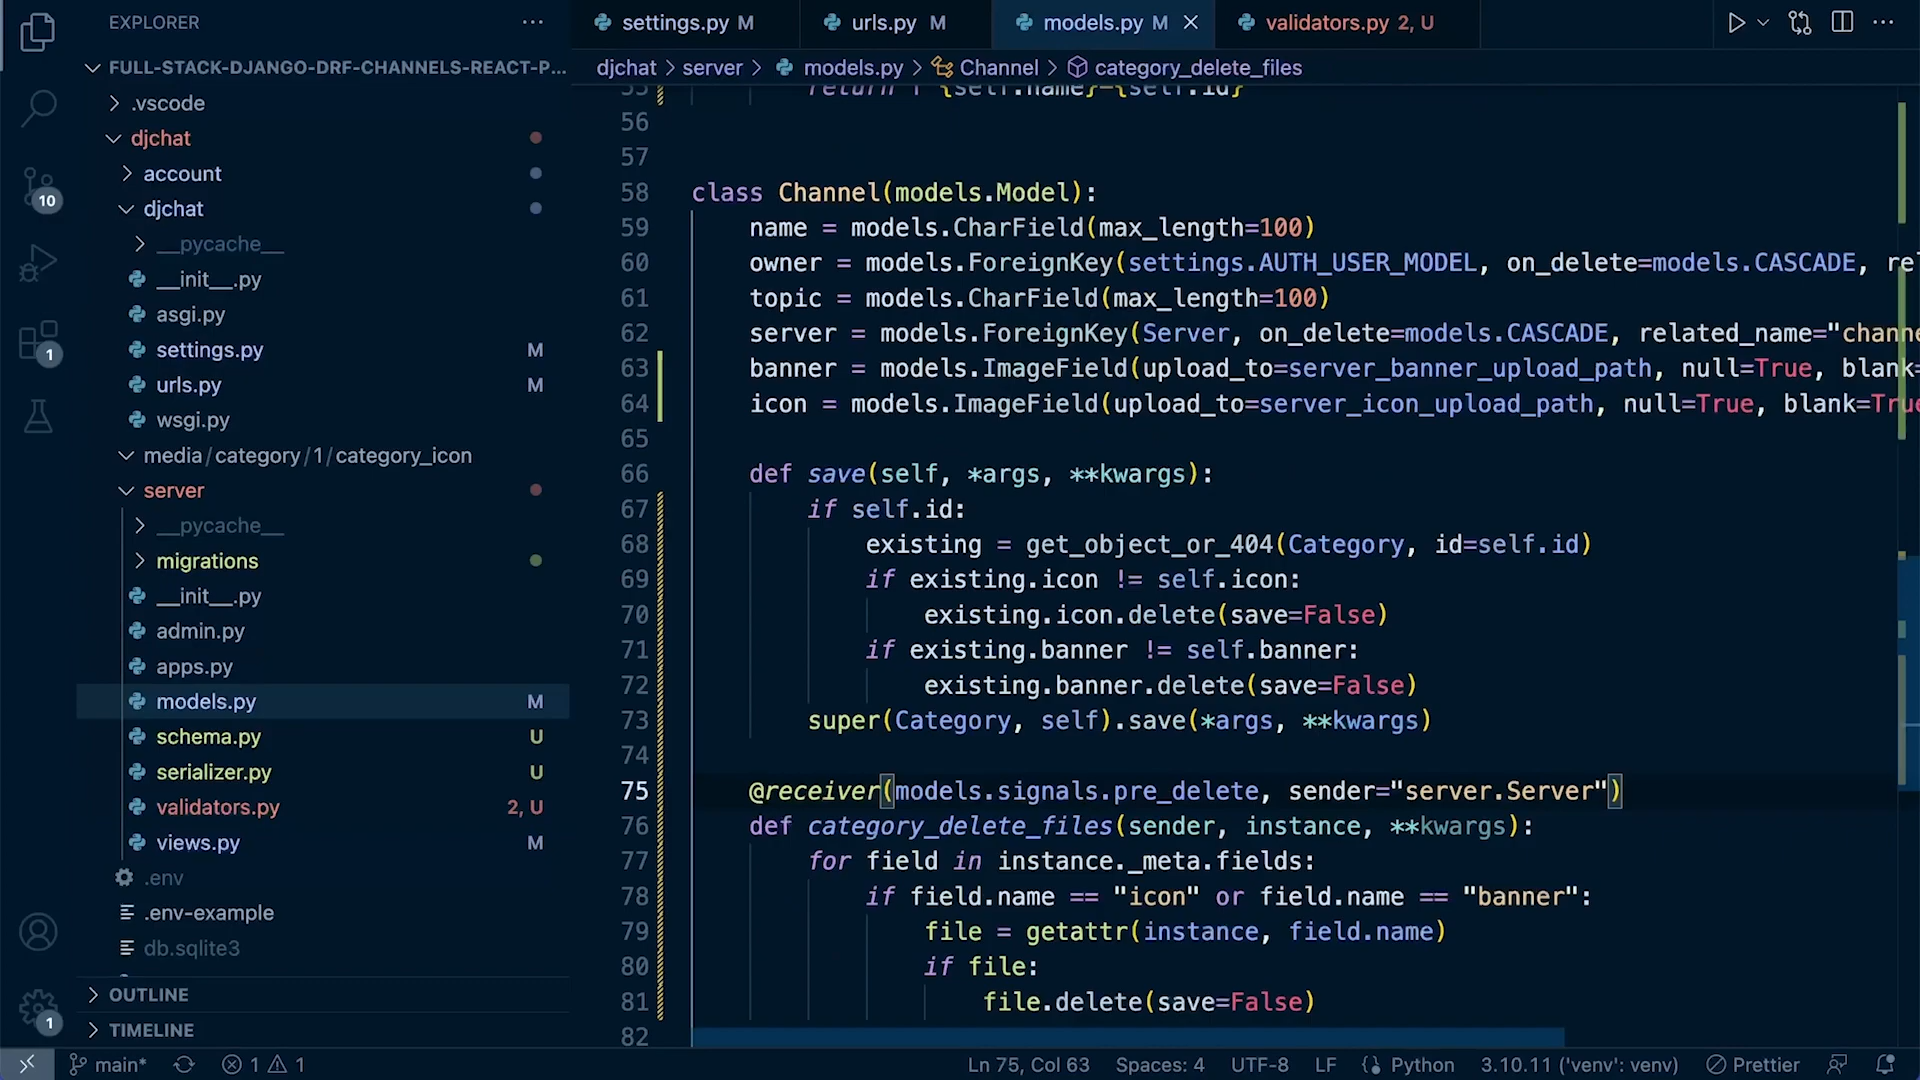 EXPLORER
FULL-STACK-DJANGO-DRF-CHANNELS-REACT-P...
.vscode
djchat
account
djchat
__pycache__
__init__.py
asgi.py
settings.py M
urls.py M
wsgi.py
media/category/1/category_icon
server
__pycache__
migrations
__init__.py
admin.py
apps.py
models.py M
schema.py U
serializer.py U
validators.py 2, U
views.py M
.env
.env-example
db.sqlite3
OUTLINE
TIMELINE
10
1
1
settings.py M urls.py M models.py M validators.py 2, U
djchat > server > models.py > Channel > category_delete_files
55 return f"{self.name}-{self.id}"
56
57
58 class Channel(models.Model):
59 name = models.CharField(max_length=100)
60 owner = models.ForeignKey(settings.AUTH_USER_MODEL, on_delete=models.CASCADE, rel
61 topic = models.CharField(max_length=100)
62 server = models.ForeignKey(Server, on_delete=models.CASCADE, related_name="chann
63 banner = models.ImageField(upload_to=server_banner_upload_path, null=True, blank=
64 icon = models.ImageField(upload_to=server_icon_upload_path, null=True, blank=True
65
66 def save(self, *args, **kwargs):
67 if self.id:
68 existing = get_object_or_404(Category, id=self.id)
69 if existing.icon != self.icon:
70 existing.icon.delete(save=False)
71 if existing.banner != self.banner:
72 existing.banner.delete(save=False)
73 super(Category, self).save(*args, **kwargs)
74
75 @receiver(models.signals.pre_delete, sender="server.Server")
76 def category_delete_files(sender, instance, **kwargs):
77 for field in instance._meta.fields:
78 if field.name == "icon" or field.name == "banner":
79 file = getattr(instance, field.name)
80 if file:
81 file.delete(save=False)
82
main* 1 1 Ln 75, Col 63 Spaces: 4 UTF-8 LF Python 3.10.11 ('venv': venv) Prettier